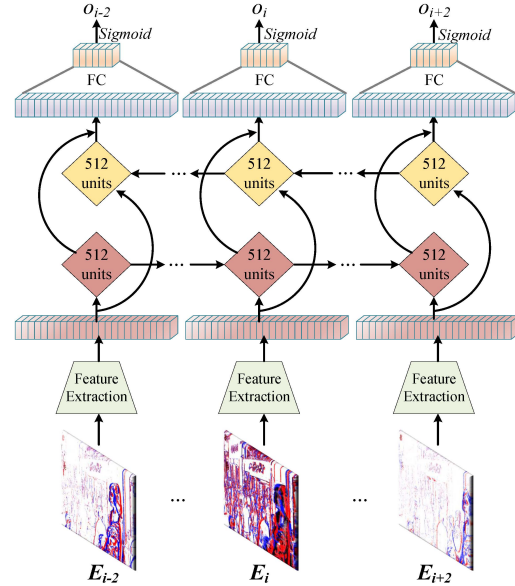 o_{i-2} o_i o_{i+2}
Sigmoid Sigmoid Sigmoid
FC FC FC
512 units 512 units 512 units
... ...
512 units 512 units 512 units
... ...
Feature Extraction Feature Extraction Feature Extraction
... ...
E_{i-2} E_i E_{i+2}